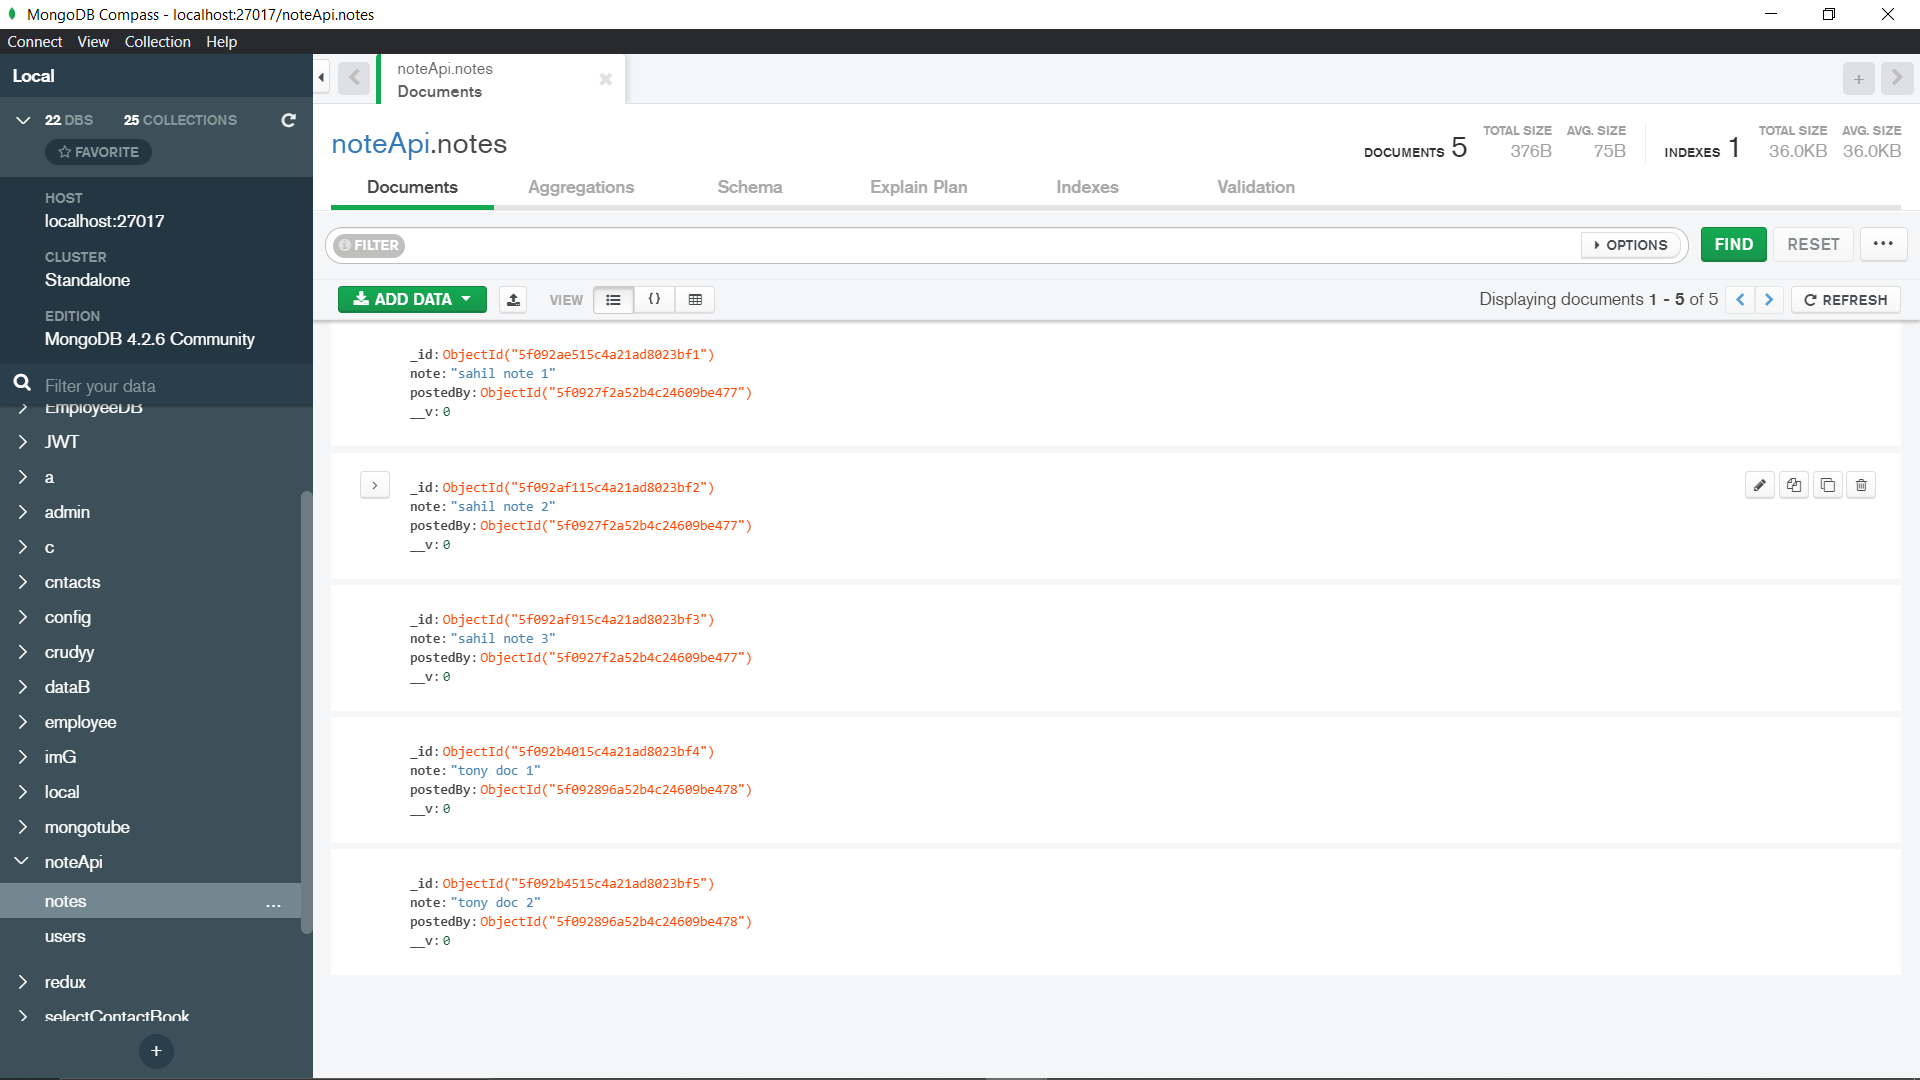 MongoDB Compass - localhost:27017/noteApi.notes
Connect View Collection Help
Local
22 DBS 25 COLLECTIONS
FAVORITE
HOST
localhost:27017
CLUSTER
Standalone
EDITION
MongoDB 4.2.6 Community
Filter your data
EmployeeDB
JWT
a
admin
c
cntacts
config
crudyy
dataB
employee
imG
local
mongotube
noteApi
notes ...
users
redux
selectContactBook
+
noteApi.notes
Documents
noteApi.notes
DOCUMENTS 5 TOTAL SIZE 376B AVG. SIZE 75B INDEXES 1 TOTAL SIZE 36.0KB AVG. SIZE 36.0KB
Documents Aggregations Schema Explain Plan Indexes Validation
FILTER OPTIONS FIND RESET ...
ADD DATA VIEW {} Displaying documents 1 - 5 of 5 REFRESH
_id:ObjectId("5f092ae515c4a21ad8023bf1")
note:"sahil note 1"
postedBy:ObjectId("5f0927f2a52b4c24609be477")
__v:0
_id:ObjectId("5f092af115c4a21ad8023bf2")
note:"sahil note 2"
postedBy:ObjectId("5f0927f2a52b4c24609be477")
__v:0
_id:ObjectId("5f092af915c4a21ad8023bf3")
note:"sahil note 3"
postedBy:ObjectId("5f0927f2a52b4c24609be477")
__v:0
_id:ObjectId("5f092b4015c4a21ad8023bf4")
note:"tony doc 1"
postedBy:ObjectId("5f092896a52b4c24609be478")
__v:0
_id:ObjectId("5f092b4515c4a21ad8023bf5")
note:"tony doc 2"
postedBy:ObjectId("5f092896a52b4c24609be478")
__v:0